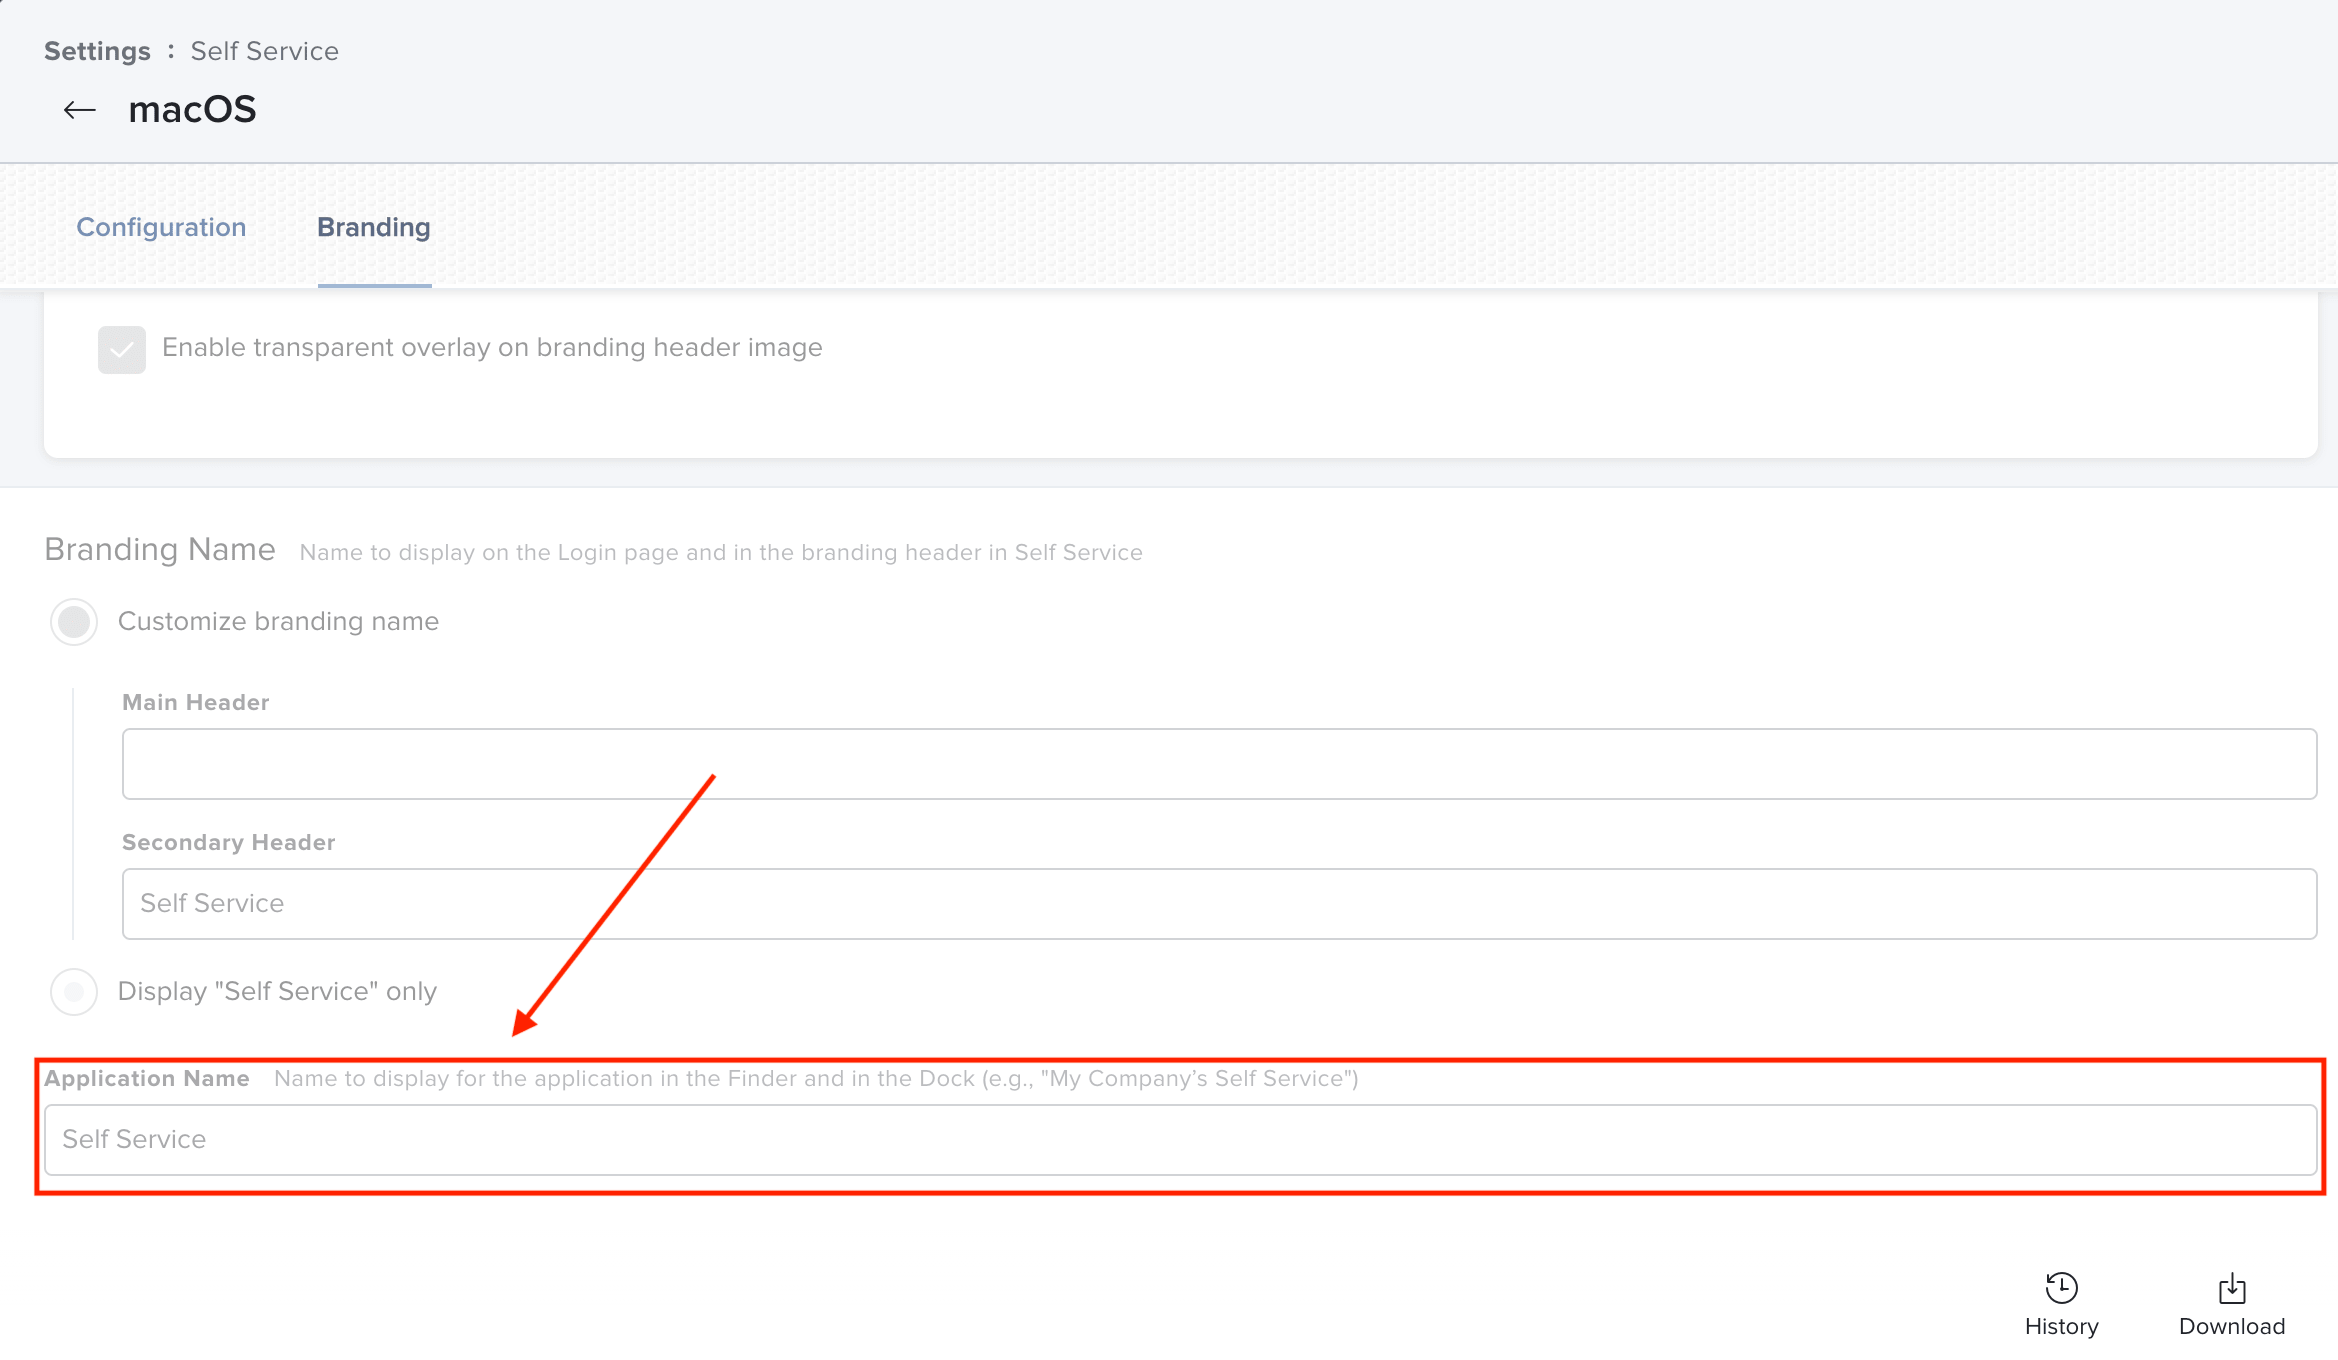 Settings : Self Service
macOS
Configuration Branding
Enable transparent overlay on branding header image
Branding Name Name to display on the Login page and in the branding header in Self Service
Customize branding name
Main Header
Secondary Header
Self Service
Display "Self Service" only
Application Name Name to display for the application in the Finder and in the Dock (e.g., "My Company’s Self Service")
Self Service
History Download